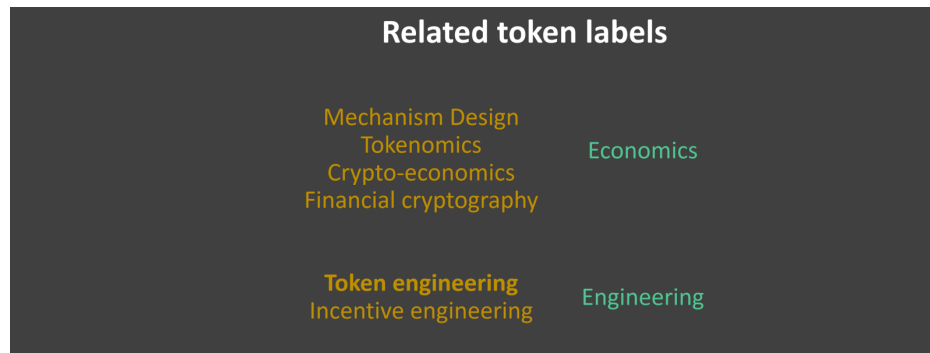 Related token labels
Mechanism Design
Tokenomics
Crypto-economics
Financial cryptography
Economics
Token engineering
Incentive engineering
Engineering